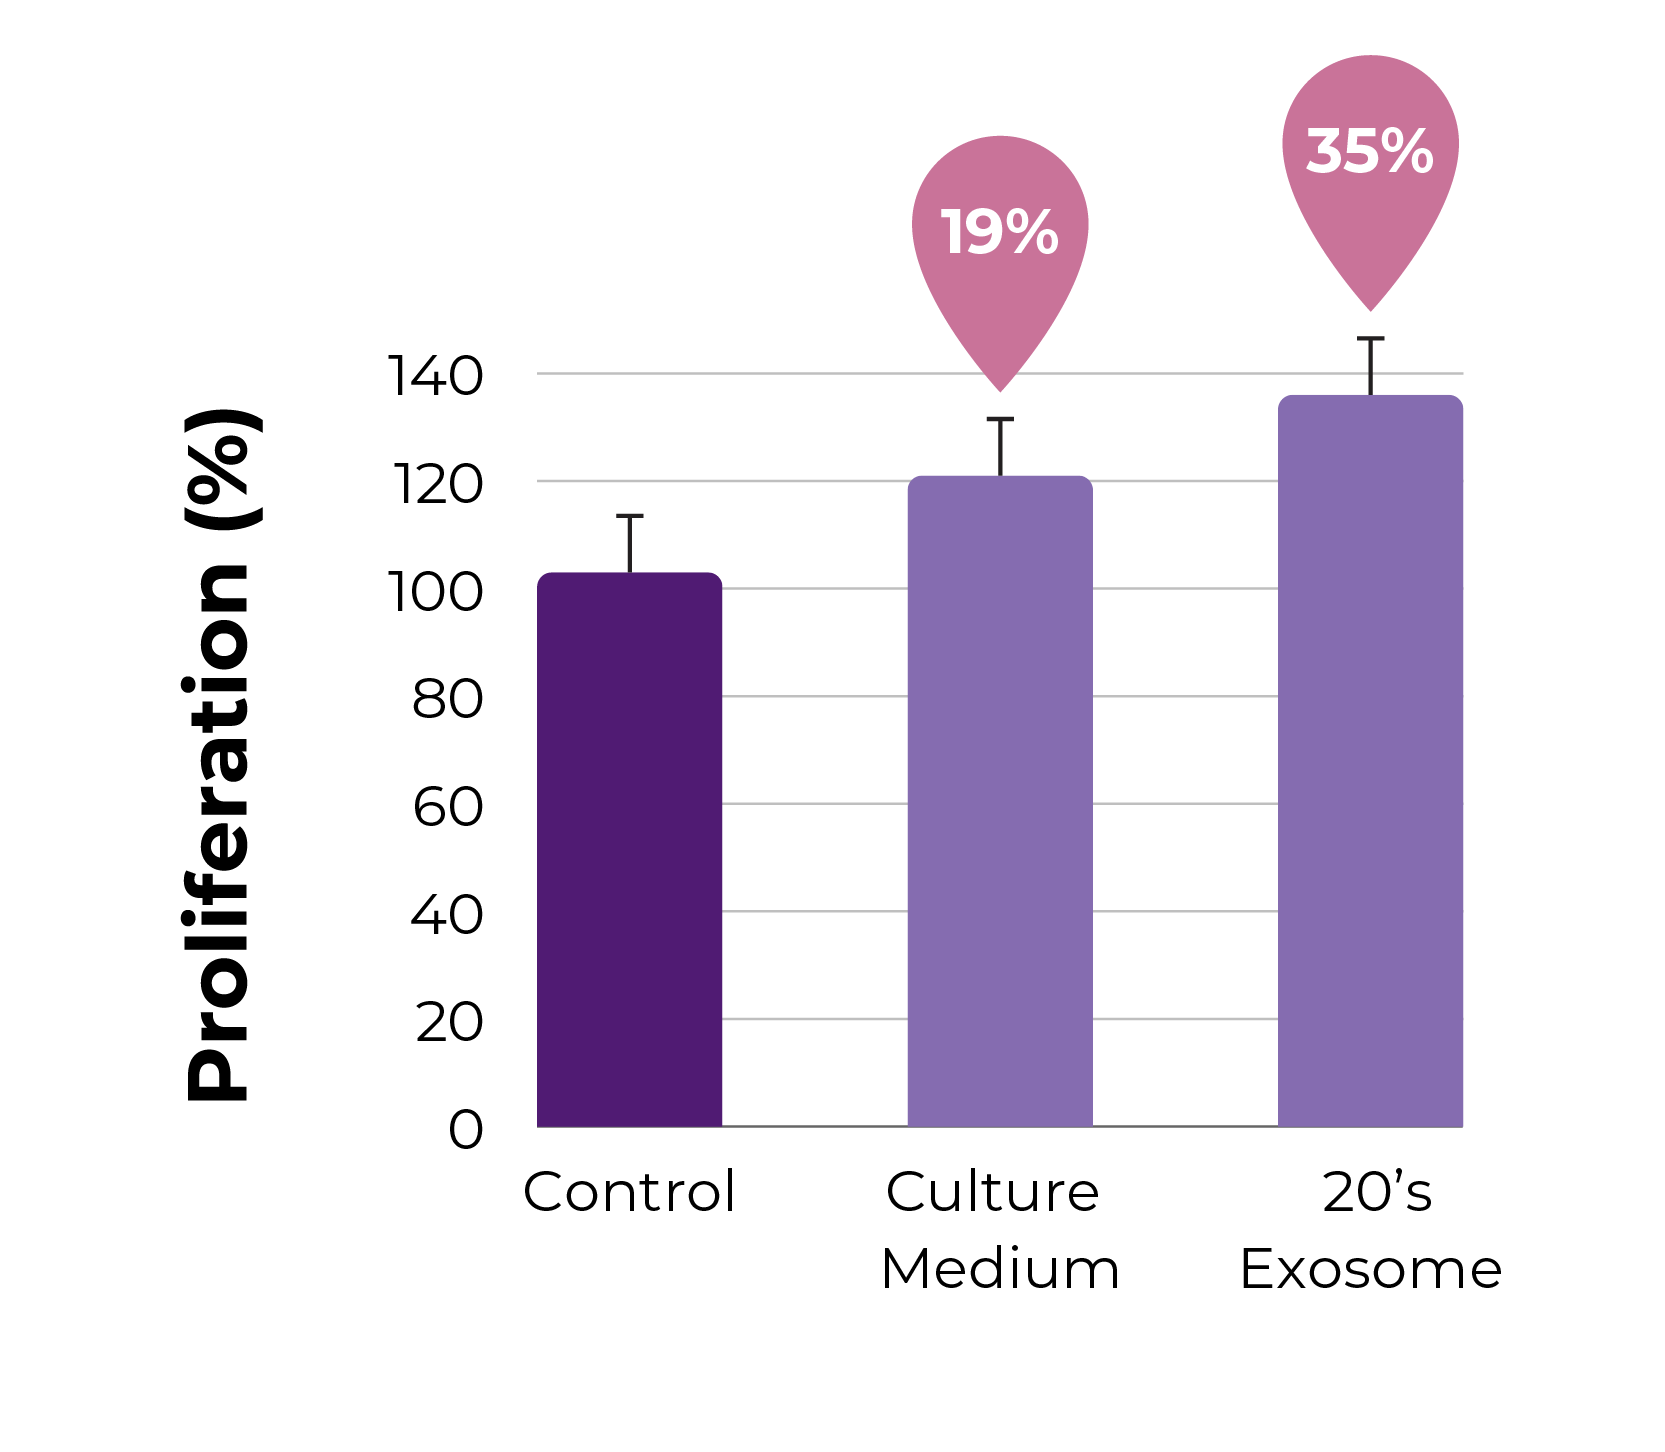 35%
19%
Proliferation (%)
140
120
100
80
60
40
20
0
Control
Culture
Medium
20’s
Exosome